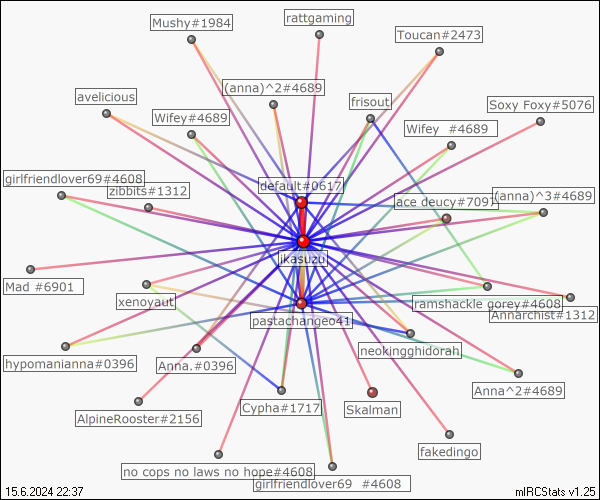 Mushy#1984
rattgaming
Toucan#2473
avelicious
(anna)^2#4689
frisout
Soxy Foxy#5076
Wifey#4689
Wifey #4689
girlfriendlover69#4608
zibbits#1312
default#0617
ace deucy#7097
(anna)^3#4689
ikasuzu
Mad #6901
xenoyaut
pastachangeo41
ramshackle gorey#4608
Annarchist#1312
hypomanianna#0396
Anna.#0396
neokingghidorah
Anna^2#4689
AlpineRooster#2156
Cypha#1717
Skalman
fakedingo
no cops no laws no hope#4608
girlfriendlover69 #4608
15.6.2024 22:37
mIRCStats v1.25